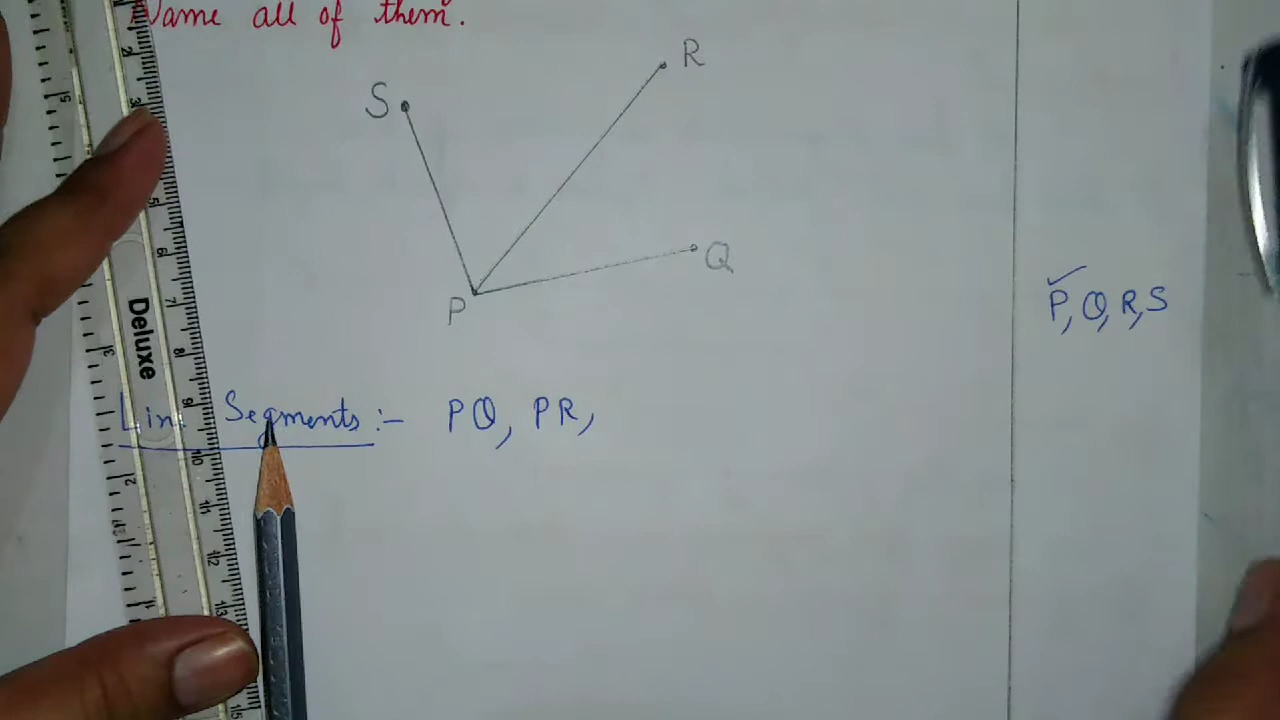 Name all of them.
S
R
Q
P
P, Q, R, S
Deluxe
Line Segments :- PQ, PR,